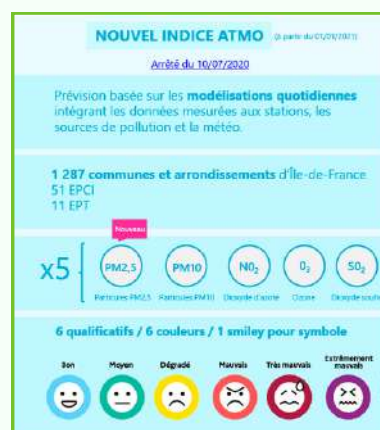 NOUVEL INDICE ATMO (à partir du 01/01/2021)
Arrêté du 10/07/2020
Prévision basée sur les modélisations quotidiennes
intégrant les données mesurées aux stations, les
sources de pollution et la météo.
1 287 communes et arrondissements d'Île-de-France
51 EPCI
11 EPT
Nouveau
x5
PM2,5 PM10 NO₂ O₃ SO₂
Particules PM2,5 Particules PM10 Dioxyde d'azote Ozone Dioxyde soufre
6 qualificatifs / 6 couleurs / 1 smiley pour symbole
Bon Moyen Dégradé Mauvais Très mauvais Extrêmement
mauvais